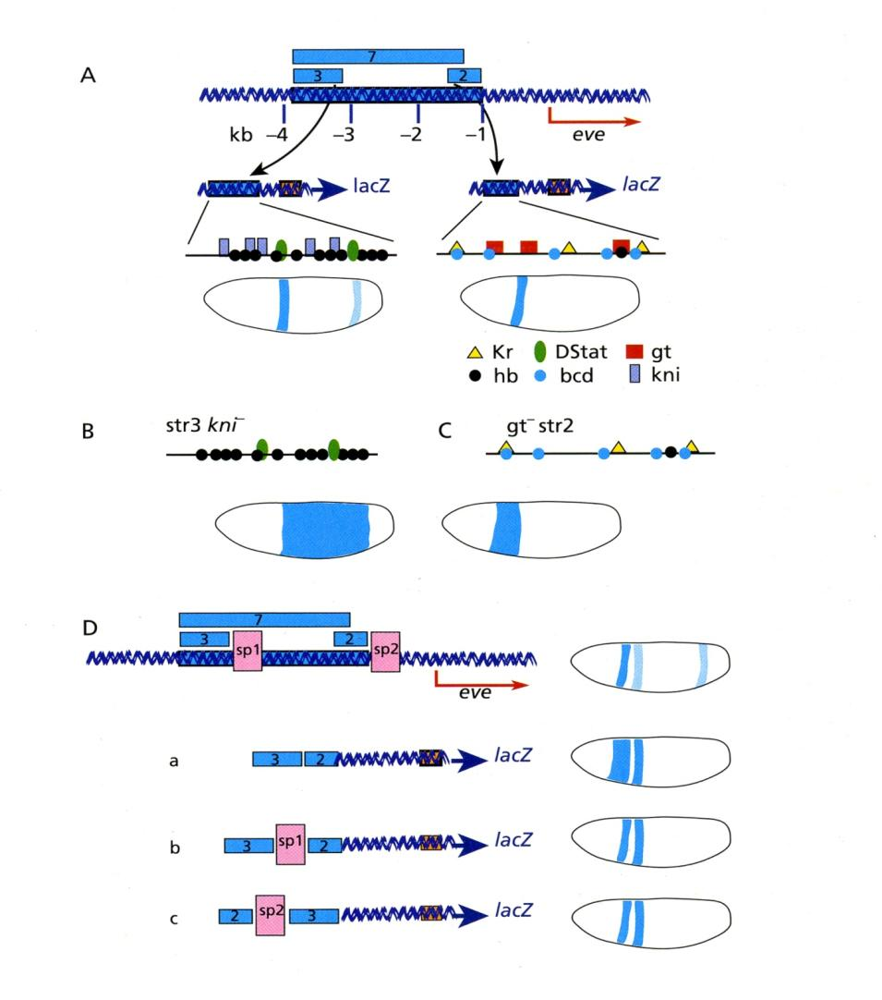 A
7
3
2
kb -4 -3 -2 -1
eve
lacZ
lacZ
Kr DStat gt
hb bcd kni
B
str3 kni⁻
C
gt⁻ str2
D
7
3 sp1 2 sp2
eve
a
3 2
lacZ
b
3 sp1 2
lacZ
c
2 sp2 3
lacZ